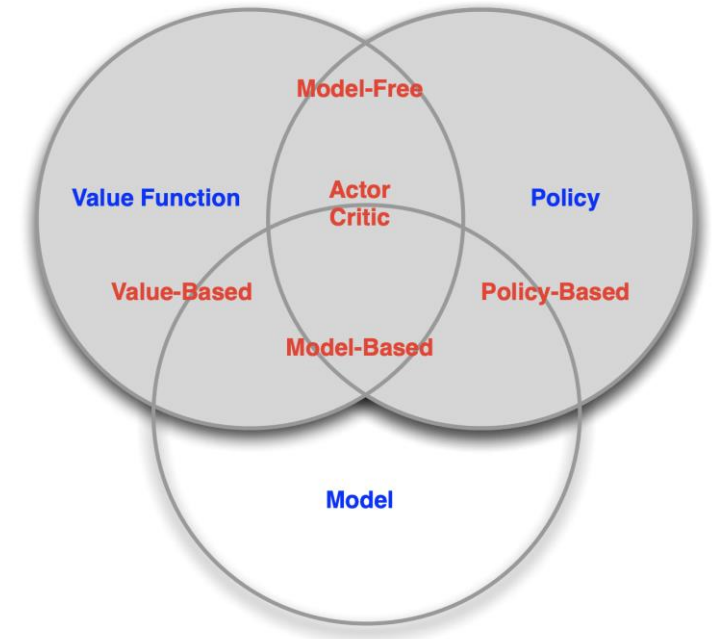 Model-Free
Value Function
Actor
Critic
Policy
Value-Based
Policy-Based
Model-Based
Model